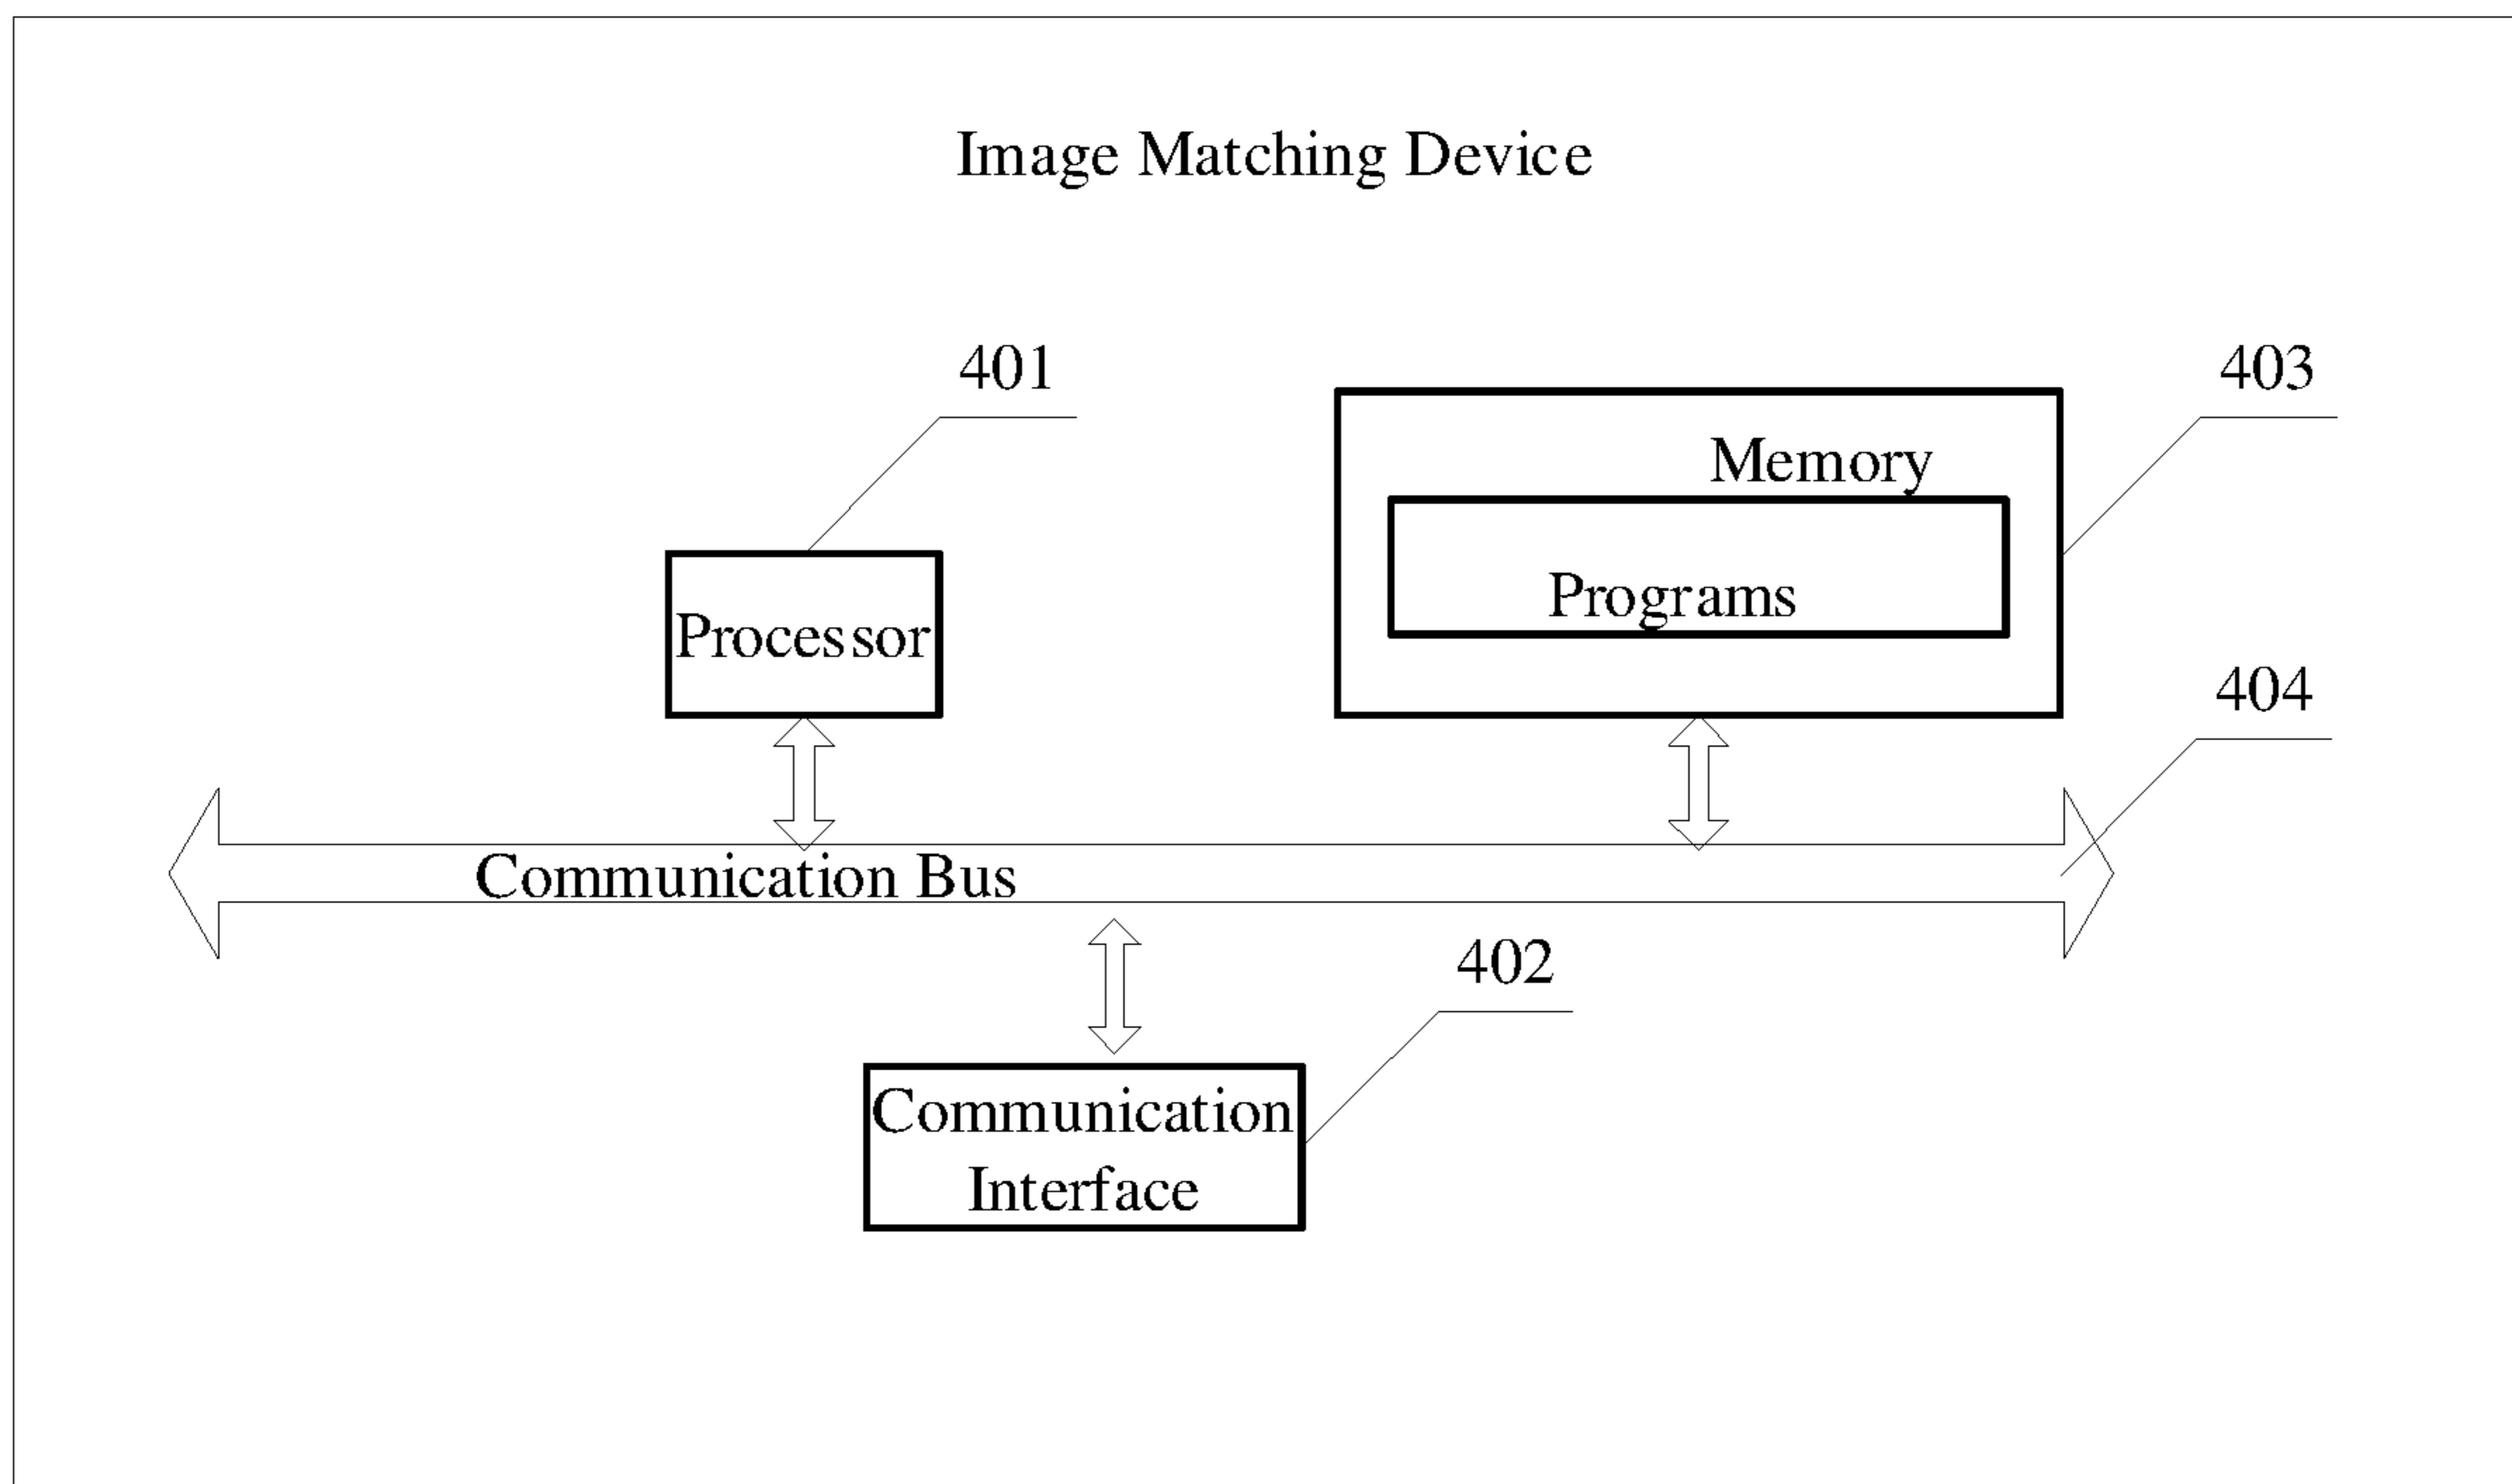 Image Matching Device
401
403
Memory
Programs
Processor
404
Communication Bus
402
Communication
Interface